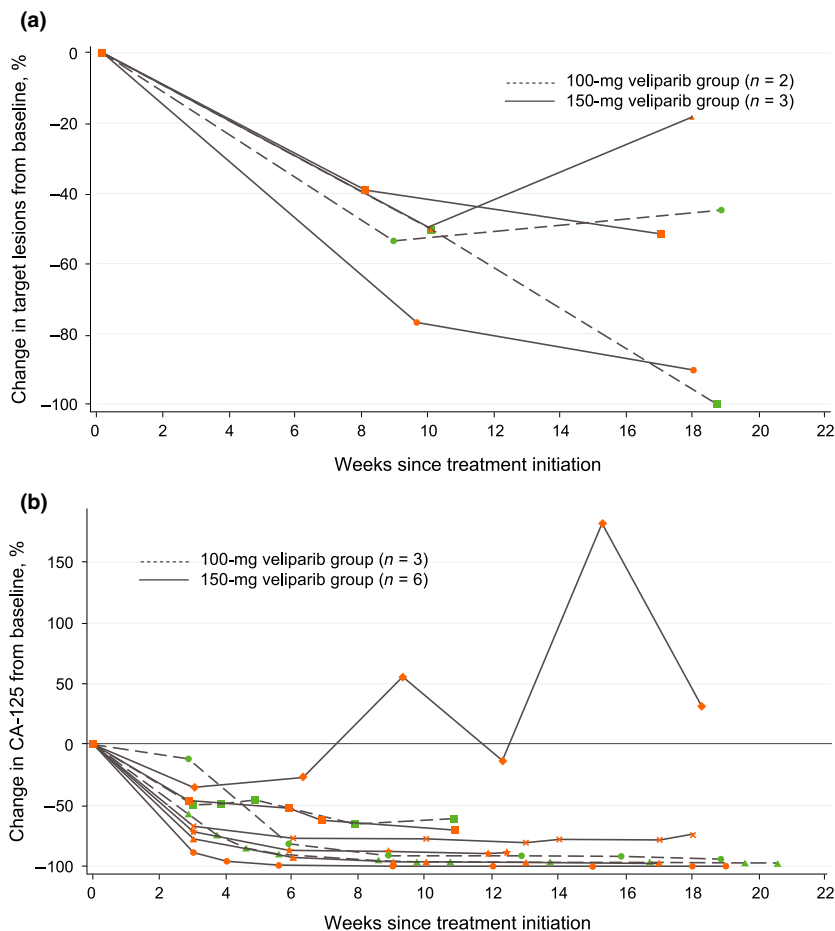 (a)
0
–20
–40
–60
–80
–100
Change in target lesions from baseline, %
100-mg veliparib group (n = 2)
150-mg veliparib group (n = 3)
0 2 4 6 8 10 12 14 16 18 20 22
Weeks since treatment initiation
(b)
150
100
50
0
–50
–100
Change in CA-125 from baseline, %
100-mg veliparib group (n = 3)
150-mg veliparib group (n = 6)
0 2 4 6 8 10 12 14 16 18 20 22
Weeks since treatment initiation